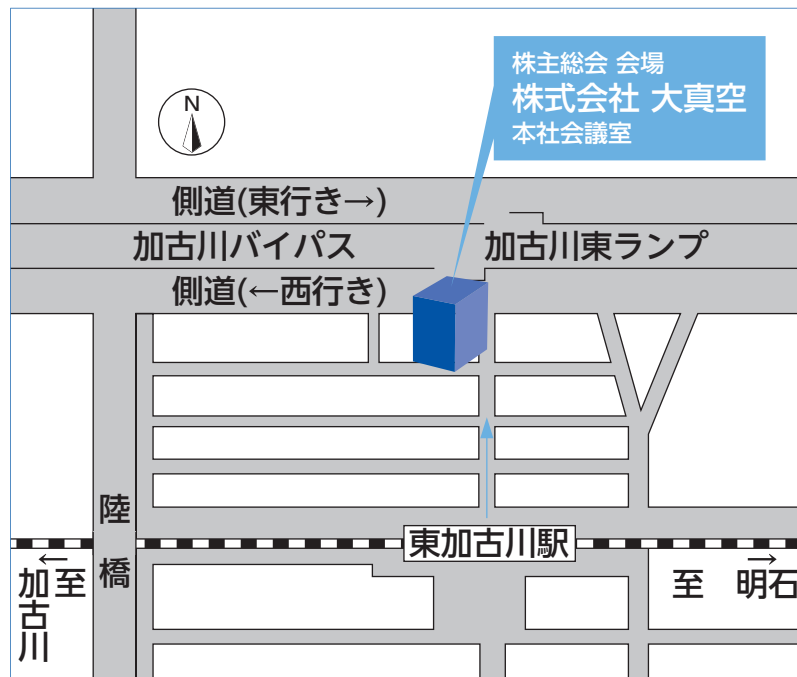 株主総会 会場
株式会社 大真空
本社会議室
N
側道(東行き→)
加古川バイパス
加古川東ランプ
側道(←西行き)
陸橋
東加古川駅
←
至加古川
→
至 明石